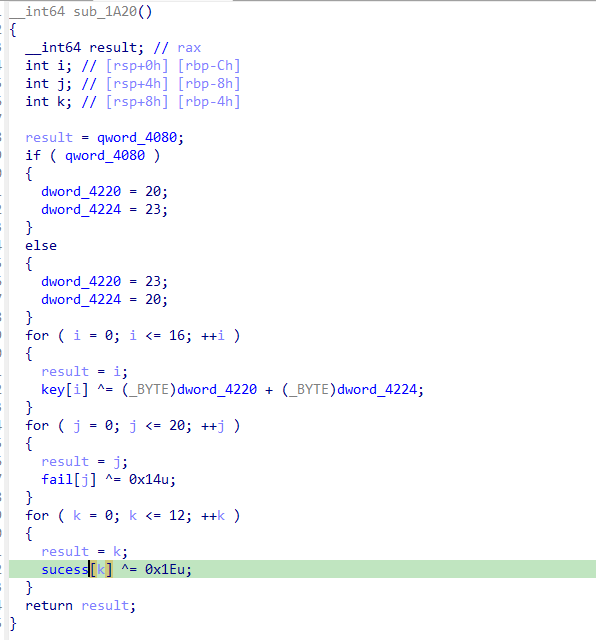 __int64 sub_1A20()
{
  __int64 result; // rax
  int i; // [rsp+0h] [rbp-Ch]
  int j; // [rsp+4h] [rbp-8h]
  int k; // [rsp+8h] [rbp-4h]

  result = qword_4080;
  if ( qword_4080 )
  {
    dword_4220 = 20;
    dword_4224 = 23;
  }
  else
  {
    dword_4220 = 23;
    dword_4224 = 20;
  }
  for ( i = 0; i <= 16; ++i )
  {
    result = i;
    key[i] ^= (_BYTE)dword_4220 + (_BYTE)dword_4224;
  }
  for ( j = 0; j <= 20; ++j )
  {
    result = j;
    fail[j] ^= 0x14u;
  }
  for ( k = 0; k <= 12; ++k )
  {
    result = k;
    sucess[k] ^= 0x1Eu;
  }
  return result;
}